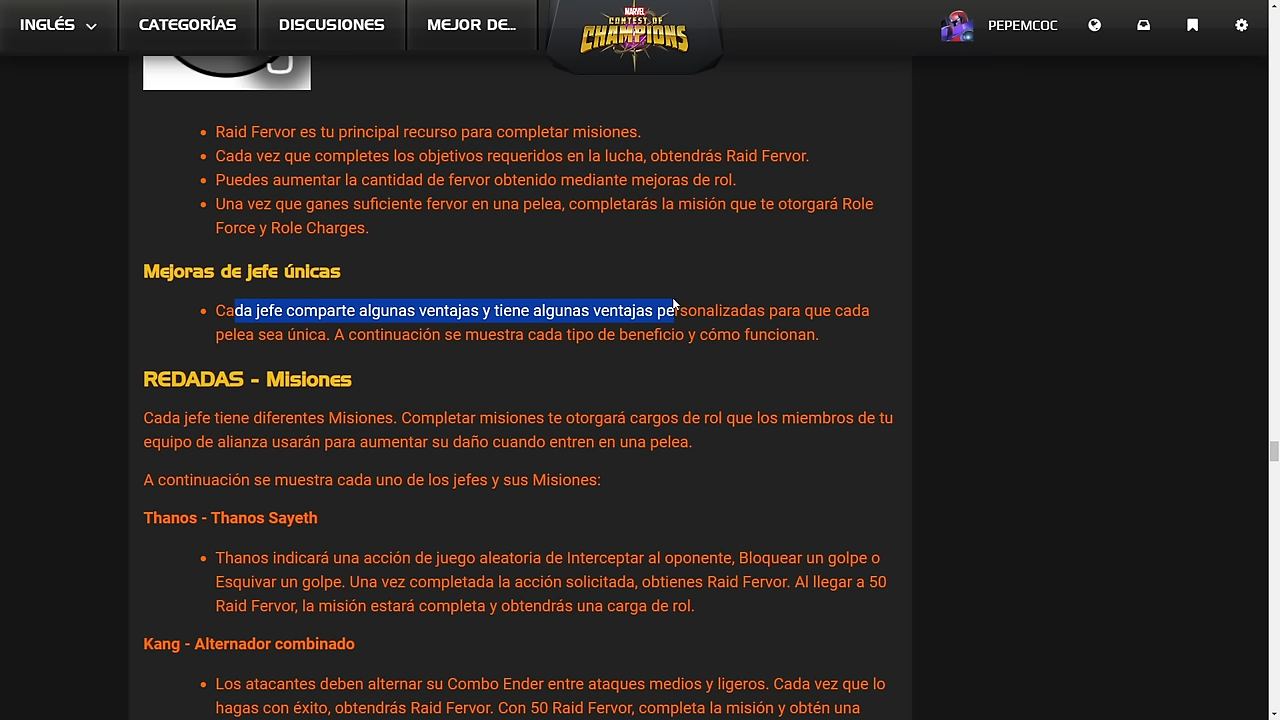 INGLÉS
CATEGORÍAS
DISCUSIONES
MEJOR DE...
MARVEL
CONTEST OF
CHAMPIONS
PEPEMCOC
Raid Fervor es tu principal recurso para completar misiones.
Cada vez que completes los objetivos requeridos en la lucha, obtendrás Raid Fervor.
Puedes aumentar la cantidad de fervor obtenido mediante mejoras de rol.
Una vez que ganes suficiente fervor en una pelea, completarás la misión que te otorgará Role
Force y Role Charges.
Mejoras de jefe únicas
Cada jefe comparte algunas ventajas y tiene algunas ventajas personalizadas para que cada
pelea sea única. A continuación se muestra cada tipo de beneficio y cómo funcionan.
REDADAS - Misiones
Cada jefe tiene diferentes Misiones. Completar misiones te otorgará cargos de rol que los miembros de tu
equipo de alianza usarán para aumentar su daño cuando entren en una pelea.
A continuación se muestra cada uno de los jefes y sus Misiones:
Thanos - Thanos Sayeth
Thanos indicará una acción de juego aleatoria de Interceptar al oponente, Bloquear un golpe o
Esquivar un golpe. Una vez completada la acción solicitada, obtienes Raid Fervor. Al llegar a 50
Raid Fervor, la misión estará completa y obtendrás una carga de rol.
Kang - Alternador combinado
Los atacantes deben alternar su Combo Ender entre ataques medios y ligeros. Cada vez que lo
hagas con éxito, obtendrás Raid Fervor. Con 50 Raid Fervor, completa la misión y obtén una